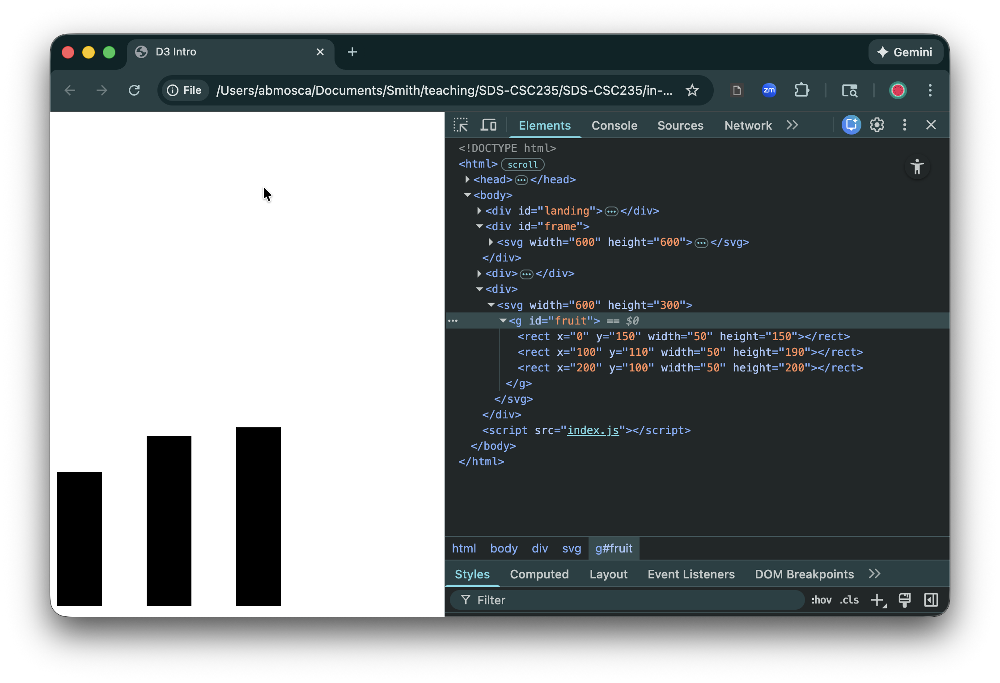 D3 Intro
Gemini
File /Users/abmosca/Documents/Smith/teaching/SDS-CSC235/SDS-CSC235/in-...
zm
Elements Console Sources Network
<!DOCTYPE html>
<html> scroll
<head> ··· </head>
<body>
<div id="landing"> ··· </div>
<div id="frame">
<svg width="600" height="600"> ··· </svg>
</div>
<div> ··· </div>
<div>
<svg width="600" height="300">
··· <g id="fruit"> == $0
<rect x="0" y="150" width="50" height="150"></rect>
<rect x="100" y="110" width="50" height="190"></rect>
<rect x="200" y="100" width="50" height="200"></rect>
</g>
</svg>
</div>
<script src="index.js"></script>
</body>
</html>
html body div svg g#fruit
Styles Computed Layout Event Listeners DOM Breakpoints
Filter :hov .cls